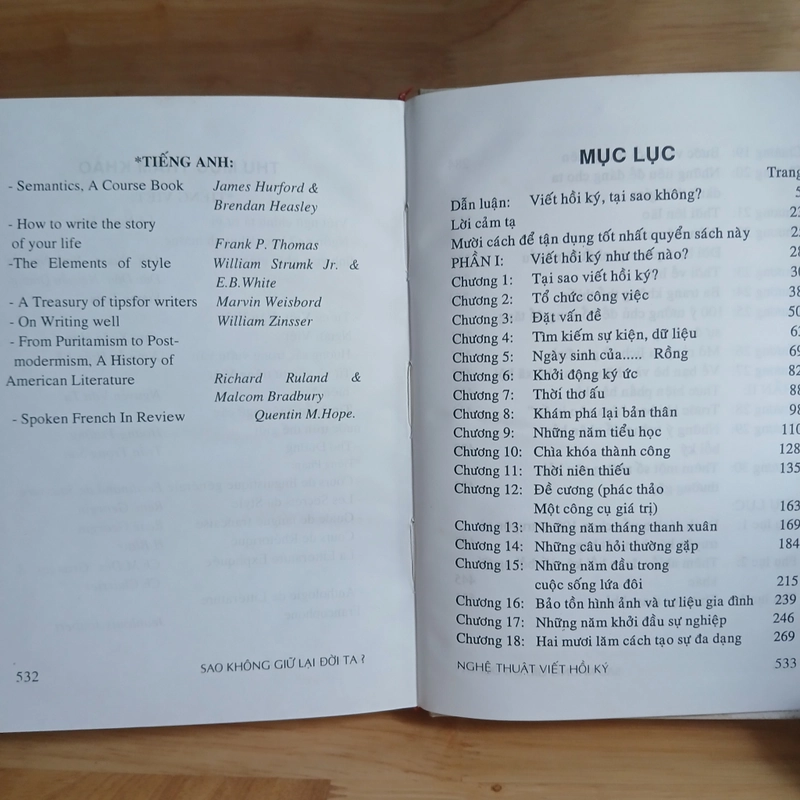 *TIẾNG ANH:
- Semantics, A Course Book James Hurford &
Brendan Heasley
- How to write the story
of your life Frank P. Thomas
-The Elements of style William Strumk Jr. &
E.B.White
- A Treasury of tipsfor writers Marvin Weisbord
- On Writing well William Zinsser
- From Puritamism to Post-
modermism, A History of
American Literature Richard Ruland &
Malcom Bradbury
- Spoken French In Review Quentin M.Hope.
532 SAO KHÔNG GIỮ LẠI ĐỜI TA ?
MỤC LỤC
Trang
Dẫn luận: Viết hồi ký, tại sao không? 5
Lời cảm tạ
Mười cách để tận dụng tốt nhất quyển sách này
PHẦN I: Viết hồi ký như thế nào?
Chương 1: Tại sao viết hồi ký?
Chương 2: Tổ chức công việc 38
Chương 3: Đặt vấn đề 50
Chương 4: Tìm kiếm sự kiện, dữ liệu
Chương 5: Ngày sinh của..... Rồng 69
Chương 6: Khởi động ký ức 82
Chương 7: Thời thơ ấu 88
Chương 8: Khám phá lại bản thân 98
Chương 9: Những năm tiểu học 110
Chương 10: Chìa khóa thành công 128
Chương 11: Thời niên thiếu 135
Chương 12: Đề cương (phác thảo
Một công cụ giá trị) 163
Chương 13: Những năm tháng thanh xuân 169
Chương 14: Những câu hỏi thường gặp 184
Chương 15: Những năm đầu trong
cuộc sống lứa đôi 215
Chương 16: Bảo tồn hình ảnh và tư liệu gia đình 239
Chương 17: Những năm khởi đầu sự nghiệp 246
Chương 18: Hai mươi lăm cách tạo sự đa dạng 269
NGHỆ THUẬT VIẾT HỒI KÝ 533